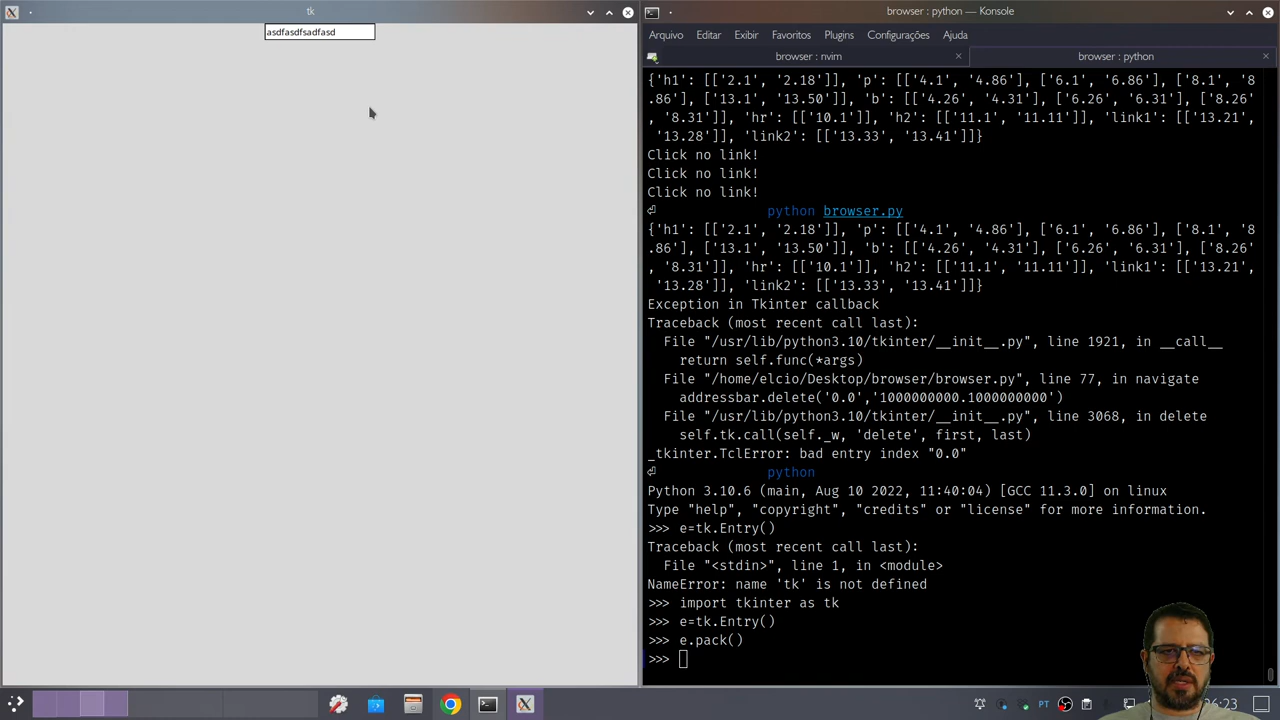 tk
asdfasdfsadfasd
browser : python — Konsole
Arquivo Editar Exibir Favoritos Plugins Configurações Ajuda
browser : nvim
browser : python
{'h1': [['2.1', '2.18']], 'p': [['4.1', '4.86'], ['6.1', '6.86'], ['8.1', '8
.86'], ['13.1', '13.50']], 'b': [['4.26', '4.31'], ['6.26', '6.31'], ['8.26'
, '8.31']], 'hr': [['10.1']], 'h2': [['11.1', '11.11']], 'link1': [['13.21',
'13.28']], 'link2': [['13.33', '13.41']]}
Click no link!
Click no link!
Click no link!
python browser.py
{'h1': [['2.1', '2.18']], 'p': [['4.1', '4.86'], ['6.1', '6.86'], ['8.1', '8
.86'], ['13.1', '13.50']], 'b': [['4.26', '4.31'], ['6.26', '6.31'], ['8.26'
, '8.31']], 'hr': [['10.1']], 'h2': [['11.1', '11.11']], 'link1': [['13.21',
'13.28']], 'link2': [['13.33', '13.41']]}
Exception in Tkinter callback
Traceback (most recent call last):
File "/usr/lib/python3.10/tkinter/__init__.py", line 1921, in __call__
return self.func(*args)
File "/home/elcio/Desktop/browser/browser.py", line 77, in navigate
addressbar.delete('0.0','1000000000.1000000000')
File "/usr/lib/python3.10/tkinter/__init__.py", line 3068, in delete
self.tk.call(self._w, 'delete', first, last)
_tkinter.TclError: bad entry index "0.0"
python
Python 3.10.6 (main, Aug 10 2022, 11:40:04) [GCC 11.3.0] on linux
Type "help", "copyright", "credits" or "license" for more information.
>>> e=tk.Entry()
Traceback (most recent call last):
File "<stdin>", line 1, in <module>
NameError: name 'tk' is not defined
>>> import tkinter as tk
>>> e=tk.Entry()
>>> e.pack()
>>>
PT